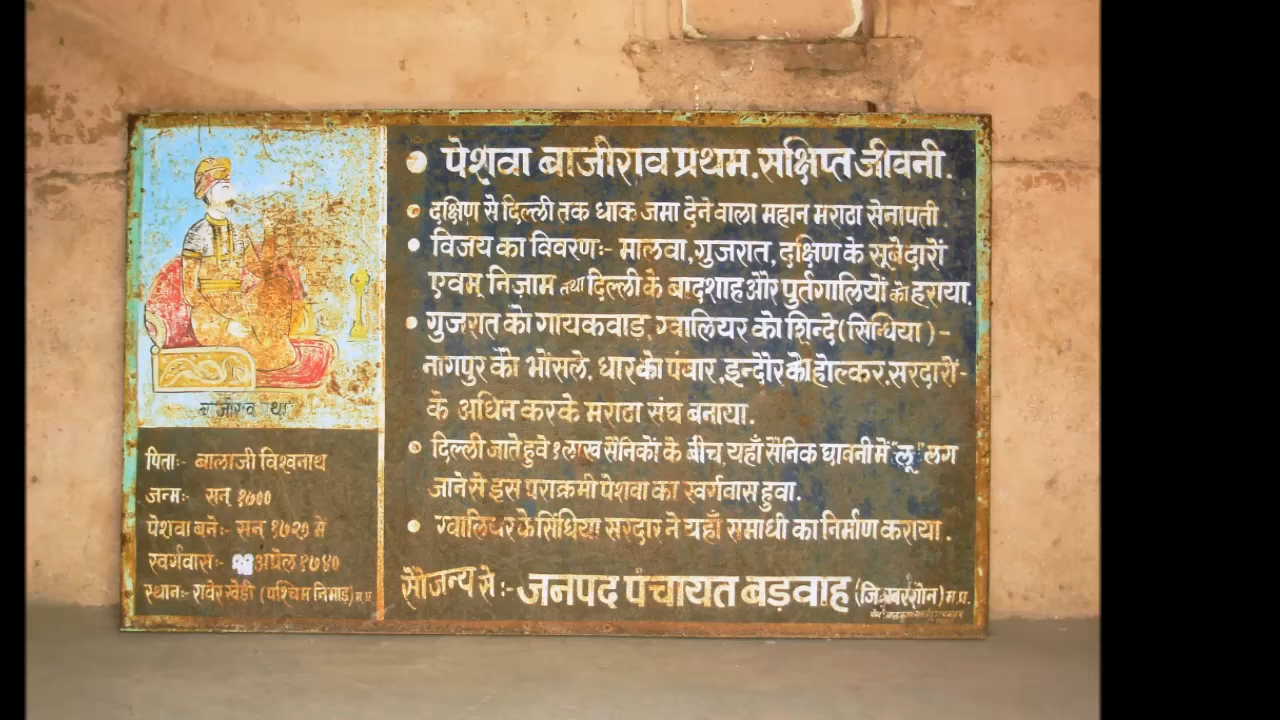 पेशवा बाजीराव प्रथम. सक्षिप्त जीवनी.
दक्षिण से दिल्ली तक धाक जमा देने वाला महान मराठा सेनापती.
विजय का विवरणः- मालवा, गुजरात, दक्षिण के सूबेदारों
एवम् निज़ाम तथा दिल्ली के बादशाह और पुर्तगालियों को हराया.
गुजरात को गायकवाड़, ग्वालियर को शिन्दे (सिन्धिया) -
नागपुर को भोंसले, धार को पंवार, इन्दौर को होल्कर, सरदारों-
के अधिन करके मराठा संघ बनाया.
दिल्ली जाते हुवे १लाख सैनिकों के बीच यहाँ सैनिक छावनी में "लू" लग
जाने से इस पराक्रमी पेशवा का स्वर्गवास हुवा.
ग्वालियर के सिंधिया सरदार ने यहाँ समाधी का निर्माण कराया.
सौजन्य से :- जनपद पंचायत बड़वाह (जि. खरगोन) म.प्र.
बाजीराव
पिताः- बालाजी विश्वनाथ
जन्मः- सन् १७००
पेशवा बनेः- सन १७२० मे
स्वर्गवासः- अप्रेल १७४०
स्थानः- रावेरखेडी (पश्चिम निमाड़) म.प्र